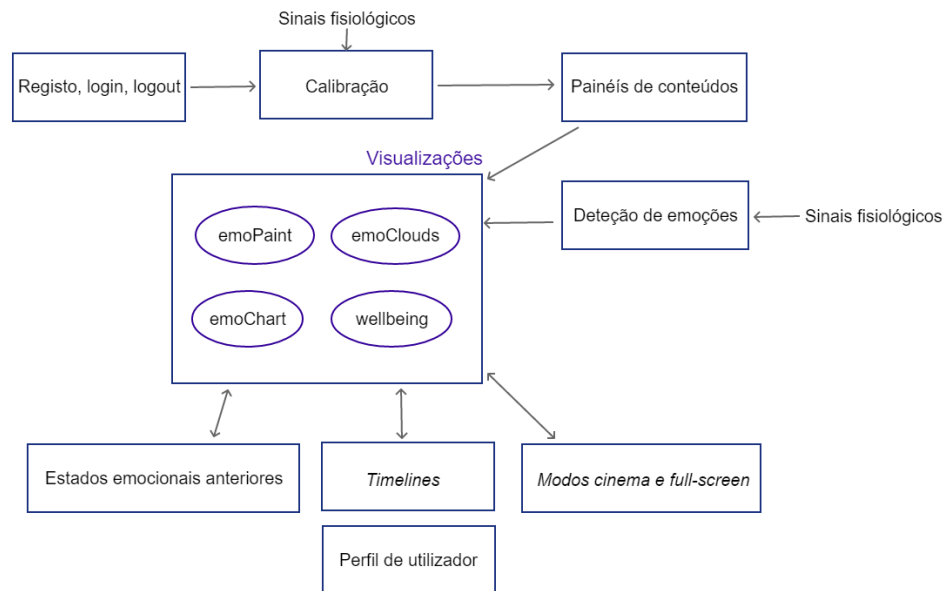 Sinais fisiológicos
Registo, login, logout
Calibração
Painéís de conteúdos
Visualizações
emoPaint
emoClouds
emoChart
wellbeing
Deteção de emoções
Sinais fisiológicos
Estados emocionais anteriores
Timelines
Modos cinema e full-screen
Perfil de utilizador